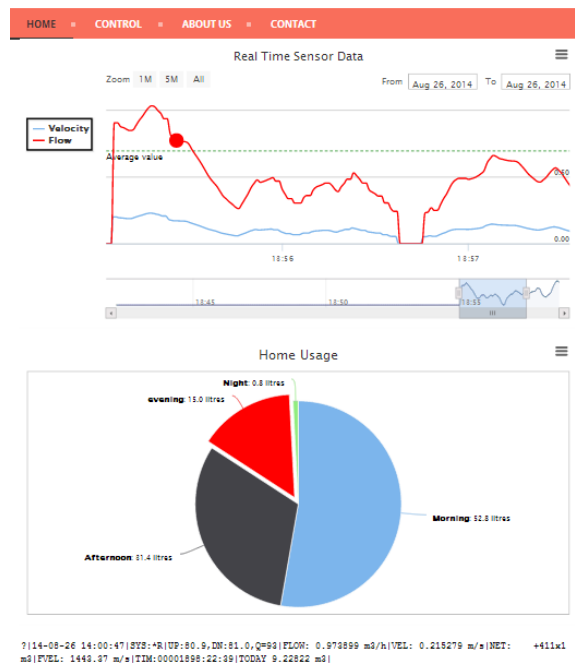 HOME CONTROL ABOUT US CONTACT
Real Time Sensor Data
Zoom 1M 5M All
From Aug 26, 2014 To Aug 26, 2014
Velocity
Flow
Average value
0.50
0.00
18:56 18:57
18:45 18:50 18:55
Home Usage
Night: 0.8 litres
evening: 15.0 litres
Morning: 52.8 litres
Afternoon: 31.4 litres
?|14-08-26 14:00:47|SYS:*R|UP:80.9,DN:81.0,Q=93|FLOW: 0.973899 m3/h|VEL: 0.215279 m/s|NET: +411x1
m3|FVEL: 1443.37 m/s|TIM:00001898:22:39|TODAY 9.22822 m3|